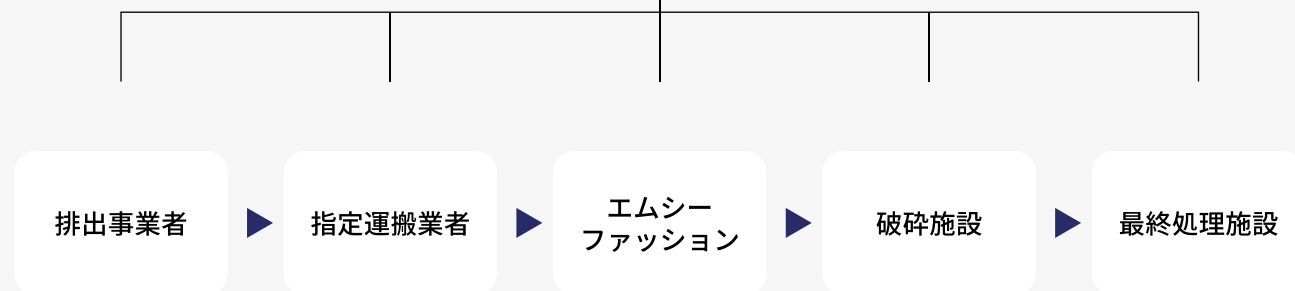 排出事業者
指定運搬業者
エムシー
ファッション
破砕施設
最終処理施設